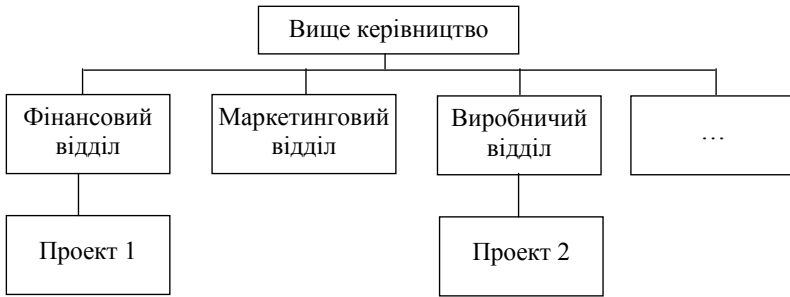 Вище керівництво
Фінансовий
відділ
Маркетинговий
відділ
Виробничий
відділ
…
Проект 1
Проект 2